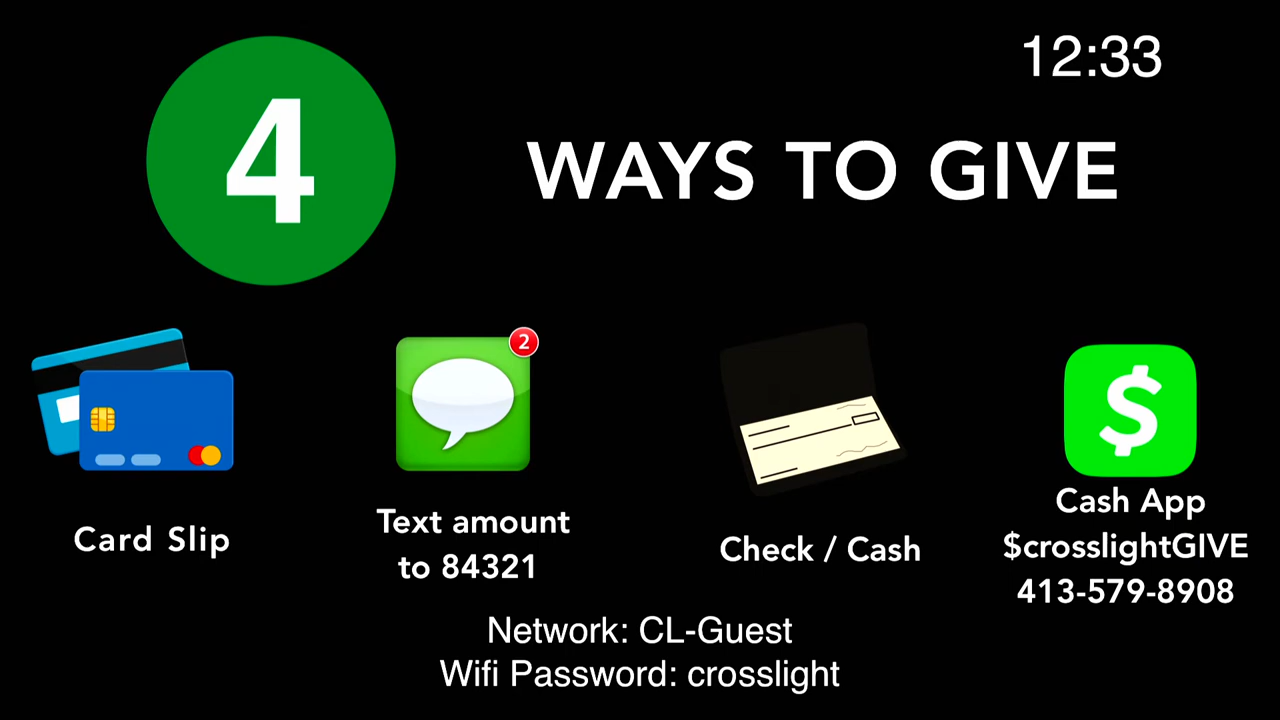 12:33
4
WAYS TO GIVE
2
$
Card Slip
Text amount
to 84321
Check / Cash
Cash App
$crosslightGIVE
413-579-8908
Network: CL-Guest
Wifi Password: crosslight